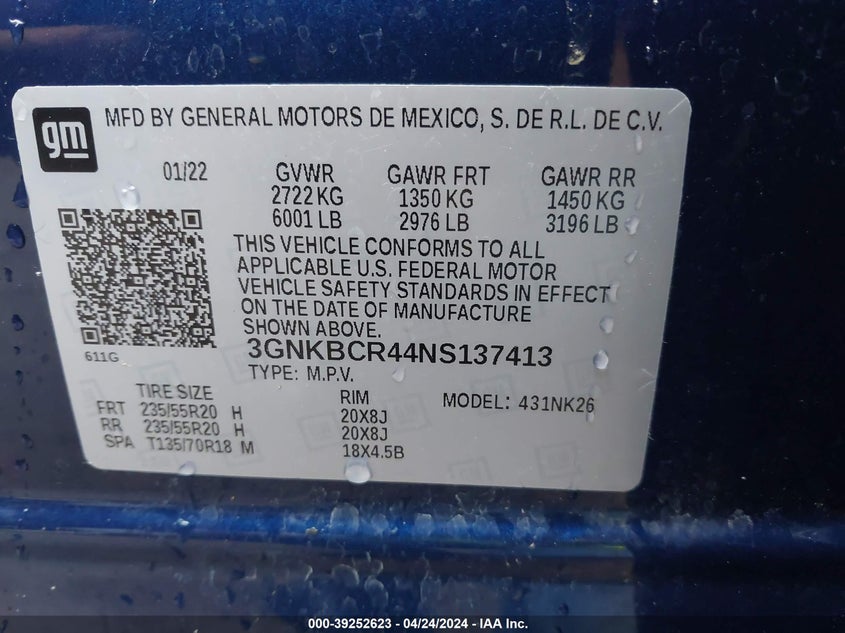 gm
MFD BY GENERAL MOTORS DE MEXICO, S. DE R.L. DE C.V.
01/22 GVWR GAWR FRT GAWR RR
2722 KG 1350 KG 1450 KG
6001 LB 2976 LB 3196 LB
THIS VEHICLE CONFORMS TO ALL
APPLICABLE U.S. FEDERAL MOTOR
VEHICLE SAFETY STANDARDS IN EFFECT
ON THE DATE OF MANUFACTURE
SHOWN ABOVE.
611G
3GNKBCR44NS137413
TYPE: M.P.V.
TIRE SIZE RIM MODEL: 431NK26
FRT 235/55R20 H 20X8J
RR 235/55R20 H 20X8J
SPA T135/70R18 M 18X4.5B
000-39252623 - 04/24/2024 - IAA Inc.